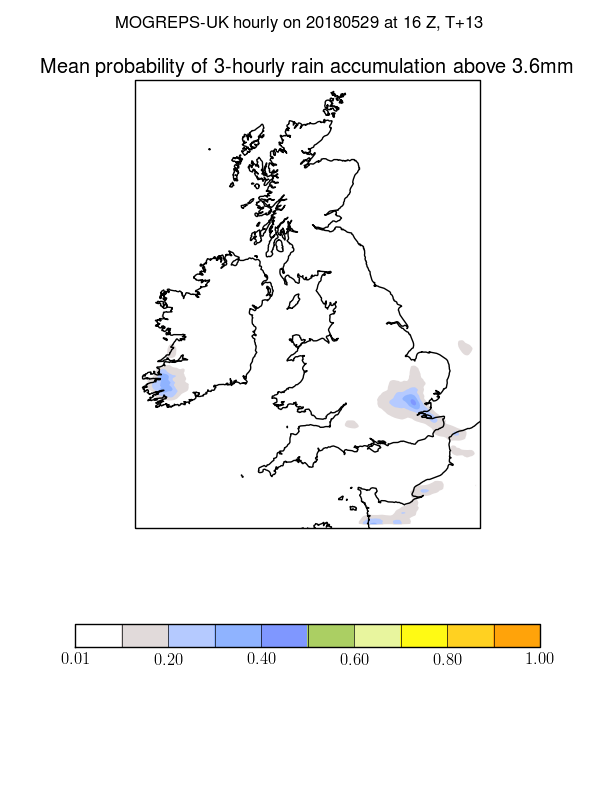 MOGREPS-UK hourly on 20180529 at 16 Z, T+13
Mean probability of 3-hourly rain accumulation above 3.6mm
0.01 0.20 0.40 0.60 0.80 1.00